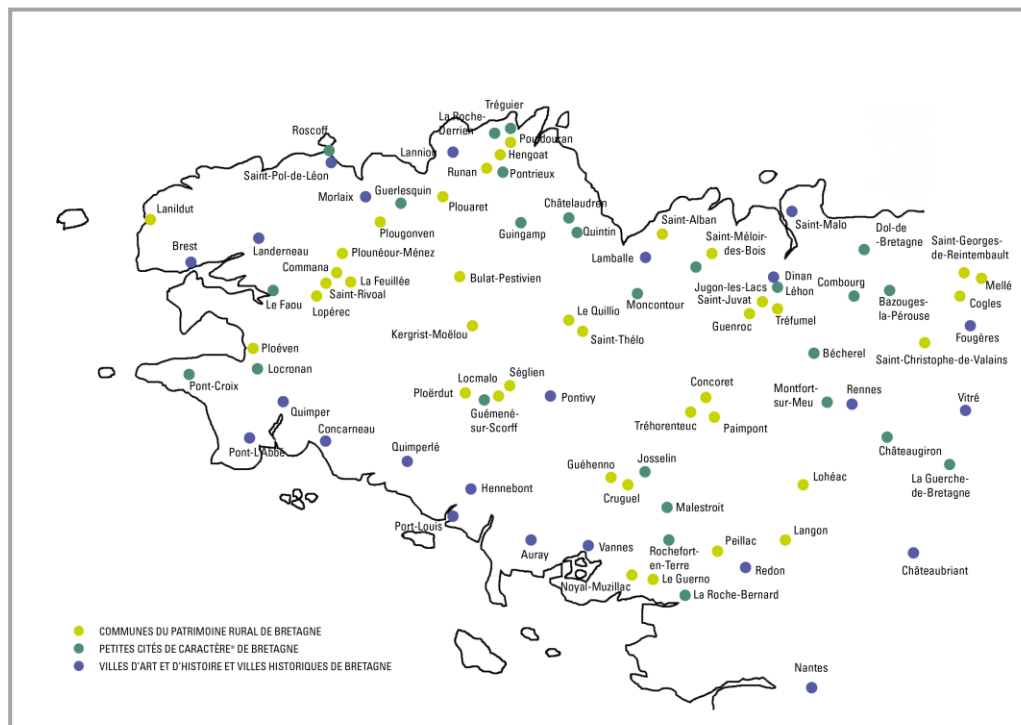 Tréguier
La Roche-
Derrien
Pouldouran
Roscoff
Lannion
Hengoat
Saint-Pol-de-Léon
Runan
Pontrieux
Morlaix
Guerlesquin
Plouaret
Châtelaudren
Saint-Alban
Saint-Malo
Lanildut
Plougonven
Guingamp
Quintin
Saint-Méloir-
des-Bois
Dol-de
-Bretagne
Saint-Georges-
de-Reintembault
Brest
Landerneau
Plounéour-Ménez
Lamballe
Commana
La Feuillée
Bulat-Pestivien
Dinan
Jugon-les-Lacs
Léhon
Combourg
Mellé
Le Faou
Saint-Rivoal
Moncontour
Saint-Juvat
Bazouges-
la-Pérouse
Cogles
Lopérec
Le Quillio
Guenroc
Tréfumel
Kergrist-Moëlou
Saint-Thélo
Fougères
Ploéven
Bécherel
Saint-Christophe-de-Valains
Locronan
Pont-Croix
Locmalo
Séglien
Concoret
Montfort-
sur-Meu
Rennes
Vitré
Ploërdut
Guémené-
sur-Scorff
Pontivy
Quimper
Tréhorenteuc
Paimpont
Concarneau
Pont-L'Abbé
Quimperlé
Châteaugiron
Guéhenno
Josselin
La Guerche-
de-Bretagne
Cruguel
Lohéac
Hennebont
Malestroit
Port-Louis
Langon
Auray
Vannes
Rochefort-
en-Terre
Peillac
Châteaubriant
Noyal-Muzillac
Le Guerno
Redon
La Roche-Bernard
COMMUNES DU PATRIMOINE RURAL DE BRETAGNE
PETITES CITÉS DE CARACTÈRE® DE BRETAGNE
VILLES D'ART ET D'HISTOIRE ET VILLES HISTORIQUES DE BRETAGNE
Nantes